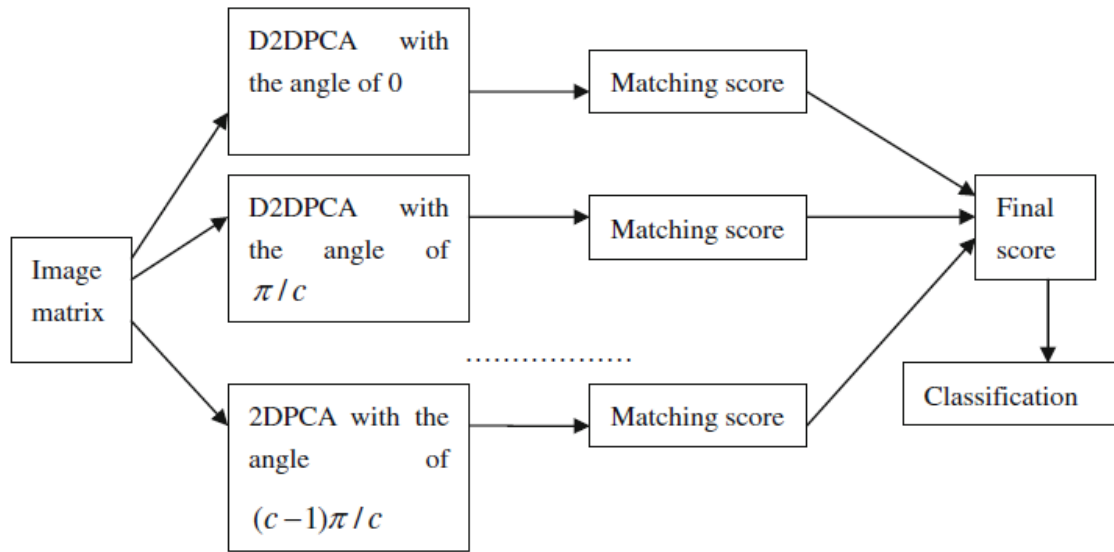 D2DPCA with
the angle of 0
Matching score
D2DPCA with
the angle of
π / c
Matching score
Final
score
Image
matrix
..................
2DPCA with the
angle of
(c −1)π / c
Matching score
Classification